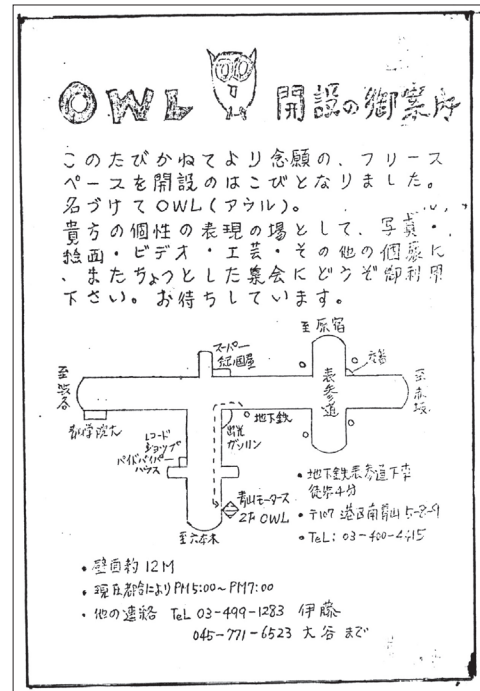 OWL 開設の御案内
このたびかねてより念願の、フリース
ペースを開設のはこびとなりました。
名づけてOWL(アウル)。
貴方の個性の表現の場として、写真・
絵画・ビデオ・工芸・その他の個展に
、またちょっとした集会にどうぞ御利用
下さい。お待ちしています。
至原宿
スーパー
紀ノ国屋
交番
至渋谷
表参道
至赤坂
青学院大
地下鉄
出光
ガソリン
レコード
ショップ
パイドパイパー
ハウス
青山モータース
2F OWL
至六本木
・地下鉄表参道下車
徒歩4分
・〒107 港区南青山5-8-9
・TeL: 03-400-4415
・壁面約12M
・現在都合によりPM5:00~PM7:00
・他の連絡 TeL 03-499-1283 伊藤
045-771-6523 大谷 まで